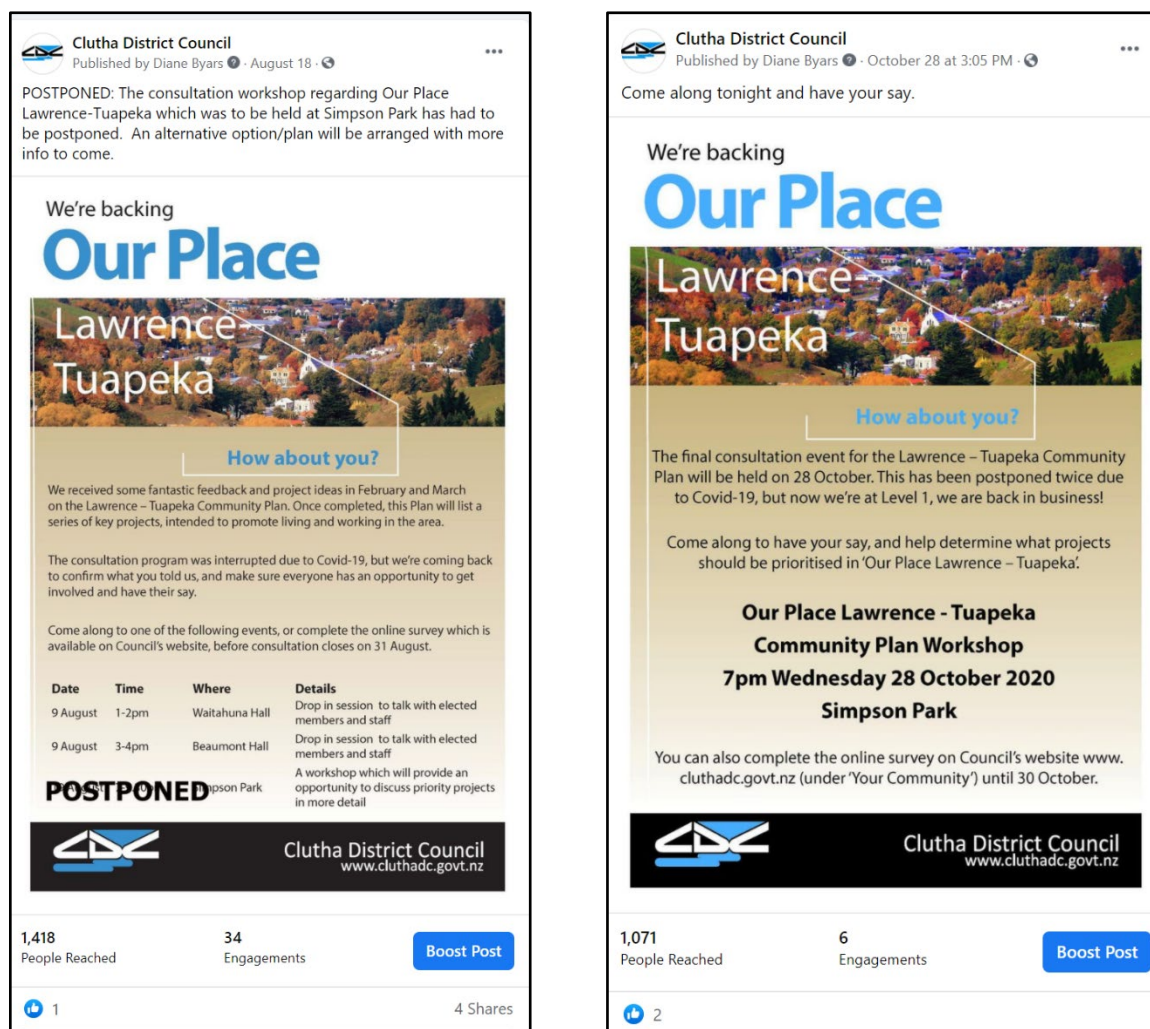 Clutha District Council
Published by Diane Byars · August 18 ·
POSTPONED: The consultation workshop regarding Our Place
Lawrence-Tuapeka which was to be held at Simpson Park has had to
be postponed. An alternative option/plan will be arranged with more
info to come.
We're backing
Our Place
Lawrence-
Tuapeka
How about you?
We received some fantastic feedback and project ideas in February and March
on the Lawrence – Tuapeka Community Plan. Once completed, this Plan will list a
series of key projects, intended to promote living and working in the area.
The consultation program was interrupted due to Covid-19, but we're coming back
to confirm what you told us, and make sure everyone has an opportunity to get
involved and have their say.
Come along to one of the following events, or complete the online survey which is
available on Council's website, before consultation closes on 31 August.
Date Time Where Details
9 August 1-2pm Waitahuna Hall Drop in session to talk with elected
members and staff
9 August 3-4pm Beaumont Hall Drop in session to talk with elected
members and staff
POSTPONED Simpson Park A workshop which will provide an
opportunity to discuss priority projects
in more detail
CDC
Clutha District Council
www.cluthadc.govt.nz
1,418
People Reached
34
Engagements
Boost Post
1
4 Shares
Clutha District Council
Published by Diane Byars · October 28 at 3:05 PM ·
Come along tonight and have your say.
We're backing
Our Place
Lawrence-
Tuapeka
How about you?
The final consultation event for the Lawrence – Tuapeka Community
Plan will be held on 28 October. This has been postponed twice due
to Covid-19, but now we're at Level 1, we are back in business!
Come along to have your say, and help determine what projects
should be prioritised in 'Our Place Lawrence – Tuapeka'.
Our Place Lawrence - Tuapeka
Community Plan Workshop
7pm Wednesday 28 October 2020
Simpson Park
You can also complete the online survey on Council's website www.
cluthadc.govt.nz (under 'Your Community') until 30 October.
CDC
Clutha District Council
www.cluthadc.govt.nz
1,071
People Reached
6
Engagements
Boost Post
2